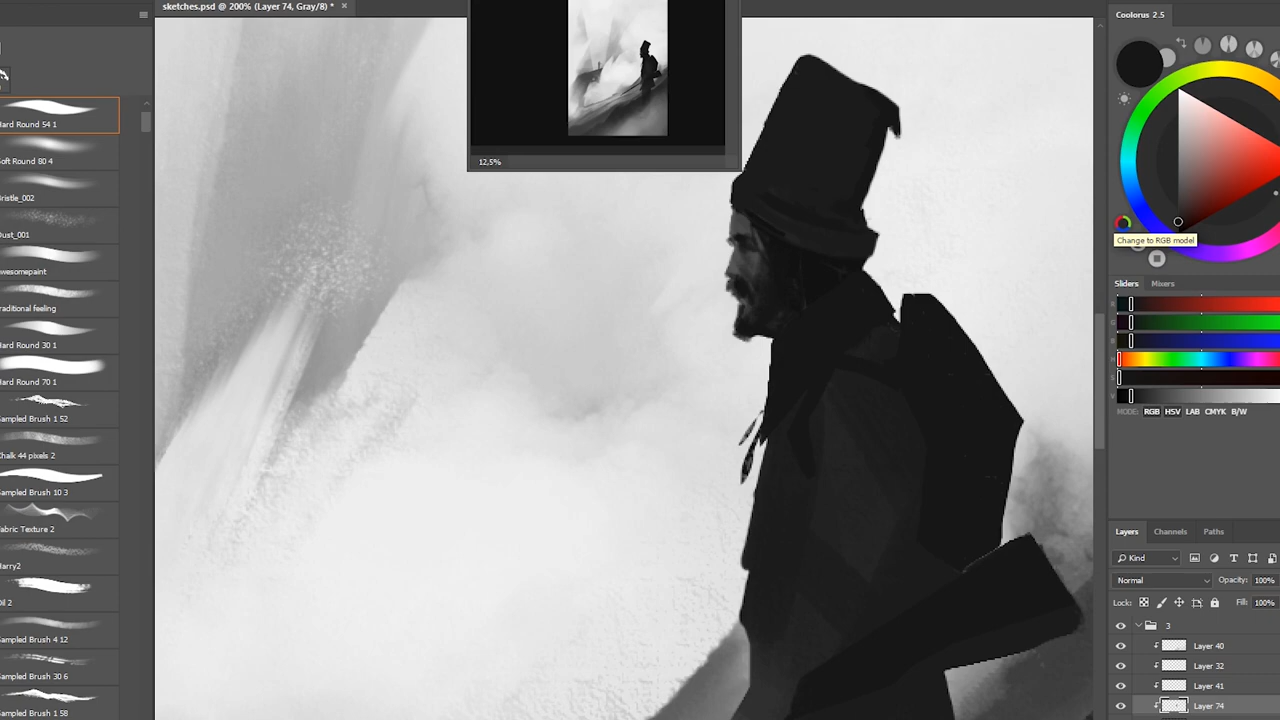 sketches.psd @ 200% (Layer 74, Gray/8) *
Hard Round 54 1
Soft Round 80 4
Bristle_002
Dust_001
wesomepaint
raditional feeling
Hard Round 30 1
Hard Round 70 1
Sampled Brush 1 52
Chalk 44 pixels 2
Sampled Brush 10 3
Fabric Texture 2
Harry2
Oil 2
Sampled Brush 4 12
Sampled Brush 30 6
Sampled Brush 1 58
12,5%
Coolorus 2.5
Change to RGB model
Sliders Mixers
R
G
B
H
S
V
MODE: RGB HSV LAB CMYK B/W
Layers Channels Paths
Kind
Normal Opacity: 100%
Lock: Fill: 100%
3
Layer 40
Layer 32
Layer 41
Layer 74